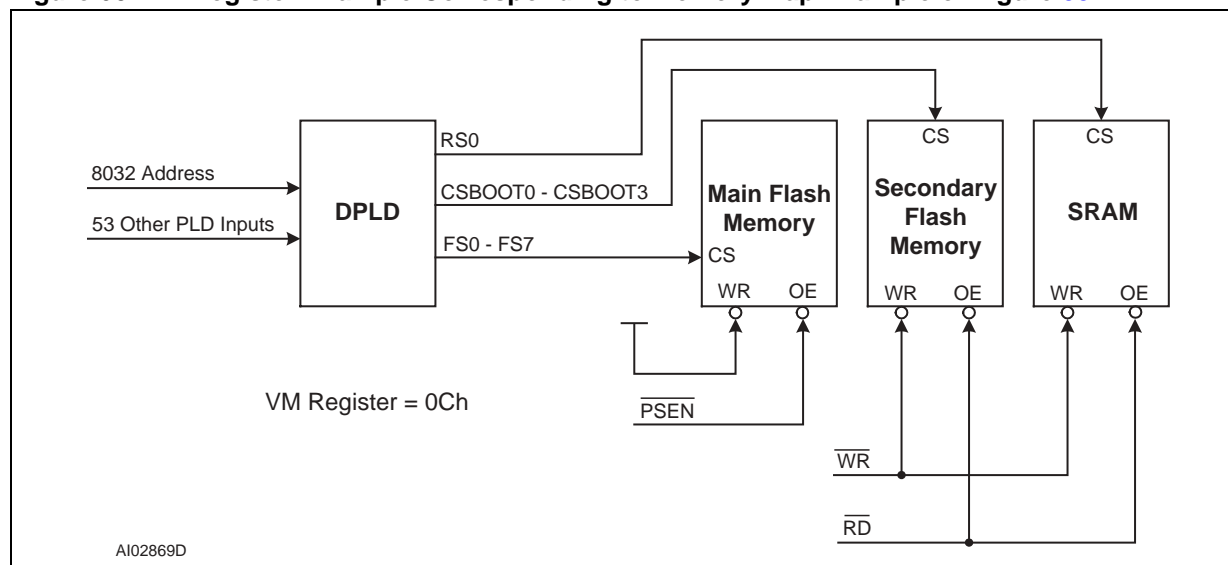 RS0
CS
CS
8032 Address
CSBOOT0 - CSBOOT3
Main Flash
Memory
Secondary
Flash
Memory
53 Other PLD Inputs
DPLD
SRAM
FS0 - FS7
CS
WR OE
WR OE
WR OE
VM Register = 0Ch
PSEN
WR
RD
AI02869D